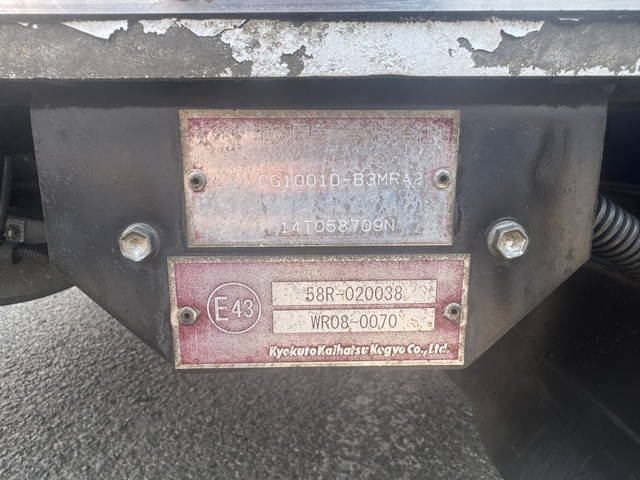 CG1001D-B3MRA2
14T058709N
E43
58R-020038
WR08-0070
Kyokuto Kaihatsu Kogyo Co., Ltd.